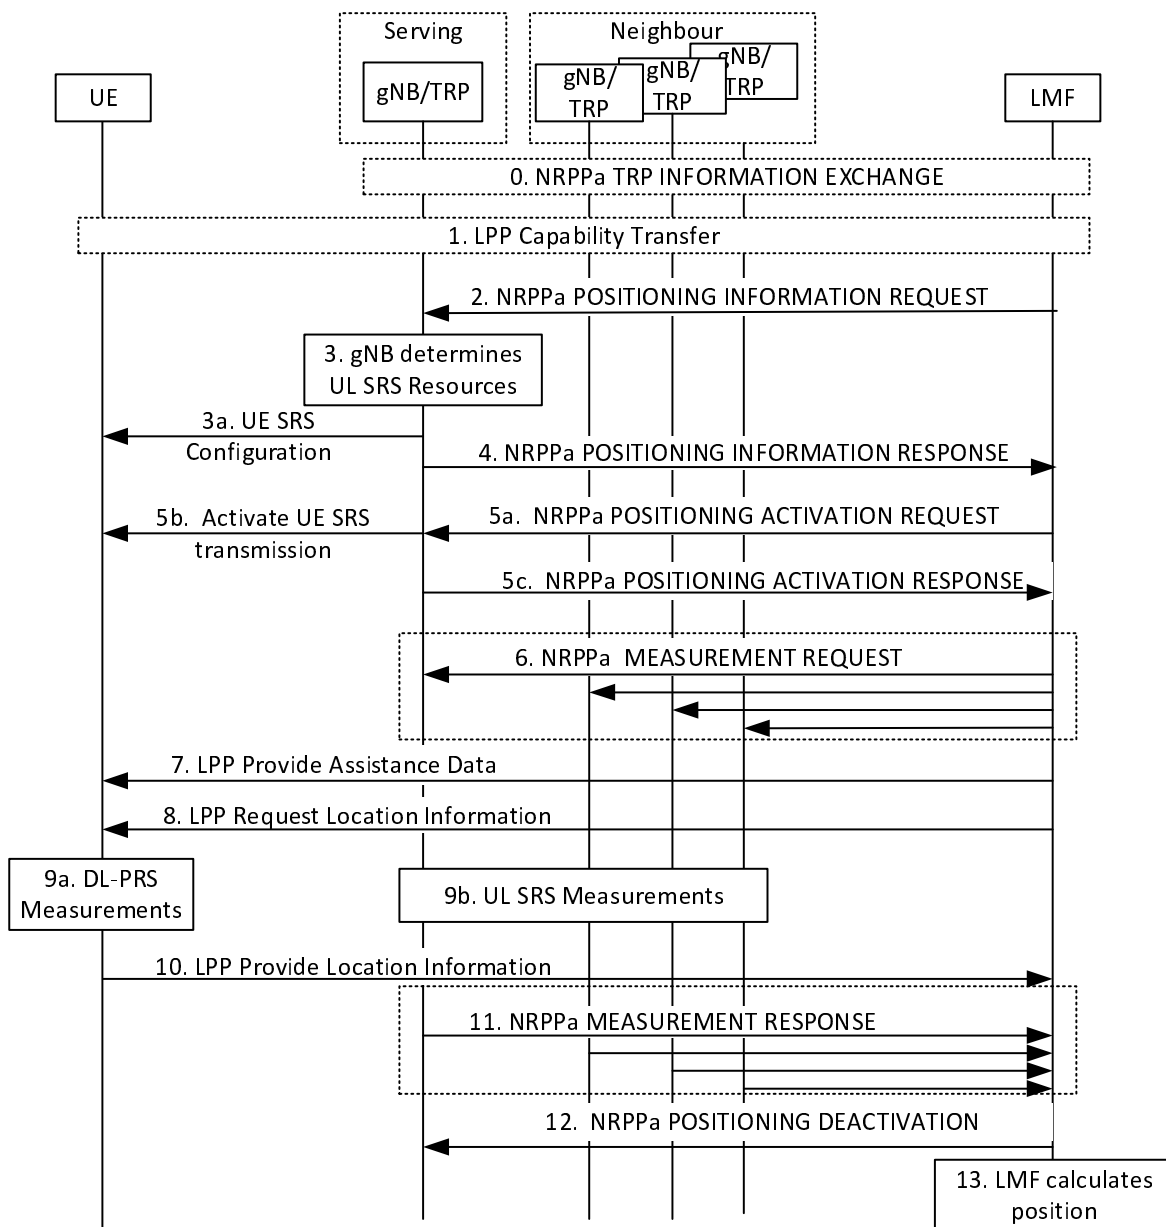 Serving
Neighbour
gNB/
TRP
gNB/
TRP
gNB/
TRP
gNB/TRP
UE
LMF
0. NRPPa TRP INFORMATION EXCHANGE
1. LPP Capability Transfer
2. NRPPa POSITIONING INFORMATION REQUEST
3. gNB determines
UL SRS Resources
3a. UE SRS
Configuration
4. NRPPa POSITIONING INFORMATION RESPONSE
5a.  NRPPa POSITIONING ACTIVATION REQUEST
5b.  Activate UE SRS
transmission
5c.  NRPPa POSITIONING ACTIVATION RESPONSE
6. NRPPa  MEASUREMENT REQUEST
7. LPP Provide Assistance Data
8. LPP Request Location Information
9a. DL-PRS
Measurements
9b. UL SRS Measurements
10. LPP Provide Location Information
11. NRPPa MEASUREMENT RESPONSE
12.  NRPPa POSITIONING DEACTIVATION
13. LMF calculates
position